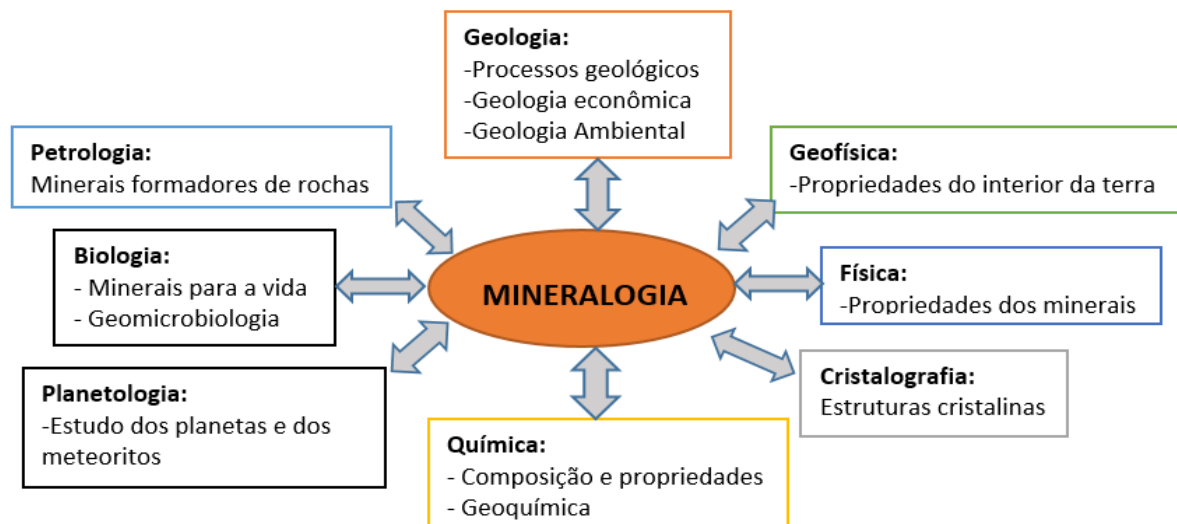 Geologia:
-Processos geológicos
-Geologia econômica
-Geologia Ambiental
Petrologia:
Minerais formadores de rochas
Geofísica:
-Propriedades do interior da terra
Biologia:
- Minerais para a vida
- Geomicrobiologia
MINERALOGIA
Física:
-Propriedades dos minerais
Planetologia:
-Estudo dos planetas e dos
meteoritos
Química:
- Composição e propriedades
- Geoquímica
Cristalografia:
Estruturas cristalinas